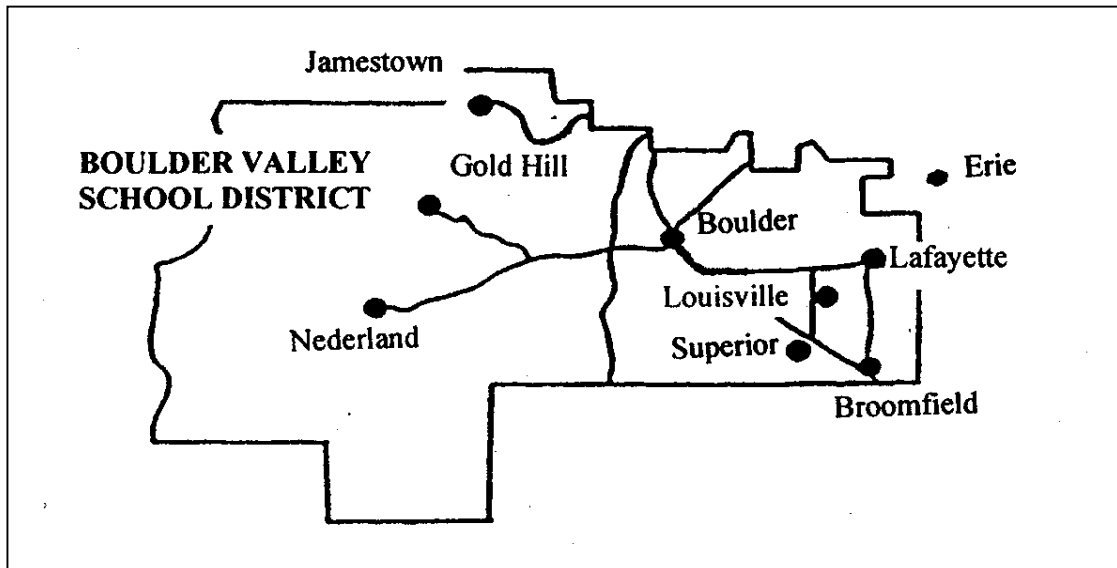 Jamestown
BOULDER VALLEY
SCHOOL DISTRICT
Gold Hill
Erie
Boulder
Lafayette
Louisville
Nederland
Superior
Broomfield